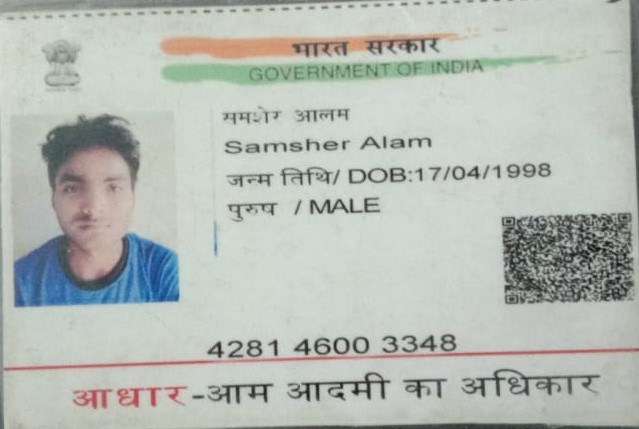 भारत सरकार
GOVERNMENT OF INDIA
समशेर आलम
Samsher Alam
जन्म तिथि/ DOB:17/04/1998
पुरुष / MALE
4281 4600 3348
आधार-आम आदमी का अधिकार